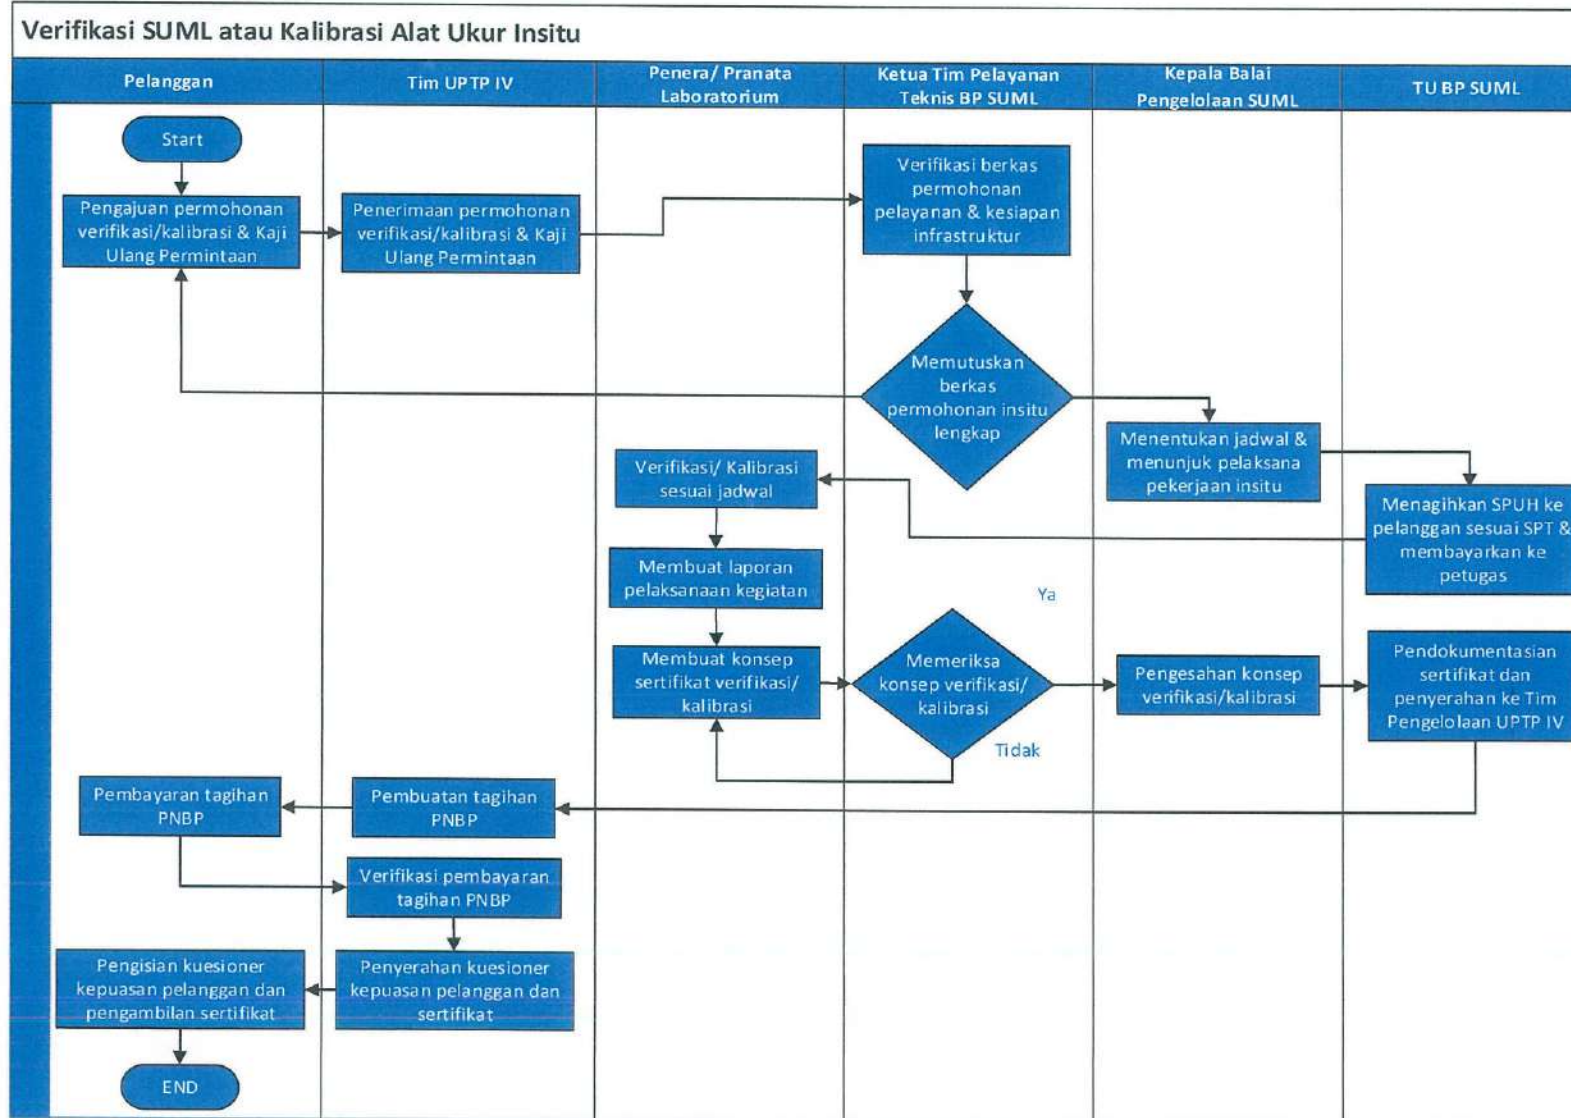 Verifikasi SUML atau Kalibrasi Alat Ukur Insitu
Pelanggan
Tim UPTP IV
Penera/ Pranata
Laboratorium
Ketua Tim Pelayanan
Teknis BP SUML
Kepala Balai
Pengelolaan SUML
TU BP SUML
Start
Pengajuan permohonan
verifikasi/kalibrasi & Kaji
Ulang Permintaan
Penerimaan permohonan
verifikasi/kalibrasi & Kaji
Ulang Permintaan
Verifikasi berkas
permohonan
pelayanan & kesiapan
infrastruktur
Memutuskan
berkas
permohonan insitu
lengkap
Menentukan jadwal &
menunjuk pelaksana
pekerjaan insitu
Menagihkan SPUH ke
pelanggan sesuai SPT &
membayarkan ke
petugas
Verifikasi/ Kalibrasi
sesuai jadwal
Membuat laporan
pelaksanaan kegiatan
Membuat konsep
sertifikat verifikasi/
kalibrasi
Memeriksa
konsep verifikasi/
kalibrasi
Ya
Tidak
Pengesahan konsep
verifikasi/kalibrasi
Pendokumentasian
sertifikat dan
penyerahan ke Tim
Pengelolaan UPTP IV
Pembuatan tagihan
PNBP
Pembayaran tagihan
PNBP
Verifikasi pembayaran
tagihan PNBP
Penyerahan kuesioner
kepuasan pelanggan dan
sertifikat
Pengisian kuesioner
kepuasan pelanggan dan
pengambilan sertifikat
END